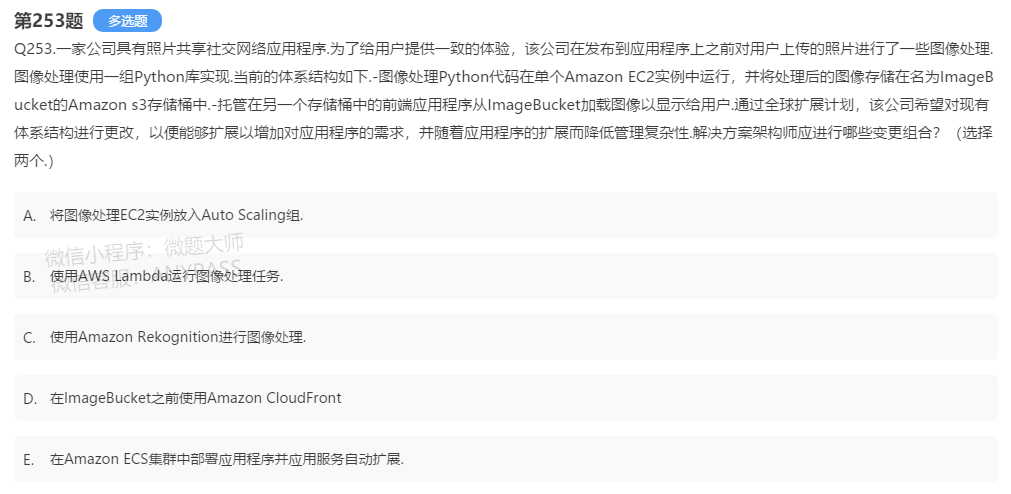 第253题 多选题
Q253.一家公司具有照片共享社交网络应用程序.为了给用户提供一致的体验，该公司在发布到应用程序上之前对用户上传的照片进行了一些图像处理.
图像处理使用一组Python库实现.当前的体系结构如下.-图像处理Python代码在单个Amazon EC2实例中运行，并将处理后的图像存储在名为ImageB
ucket的Amazon s3存储桶中.-托管在另一个存储桶中的前端应用程序从ImageBucket加载图像以显示给用户.通过全球扩展计划，该公司希望对现有
体系结构进行更改，以便能够扩展以增加对应用程序的需求，并随着应用程序的扩展而降低管理复杂性.解决方案架构师应进行哪些变更组合？（选择
两个.）
A. 将图像处理EC2实例放入Auto Scaling组.
微信小程序：微题大师
B. 使用AWS Lambda运行图像处理任务.
微信客服：ANYPASS
C. 使用Amazon Rekognition进行图像处理.
D. 在ImageBucket之前使用Amazon CloudFront
E. 在Amazon ECS集群中部署应用程序并应用服务自动扩展.